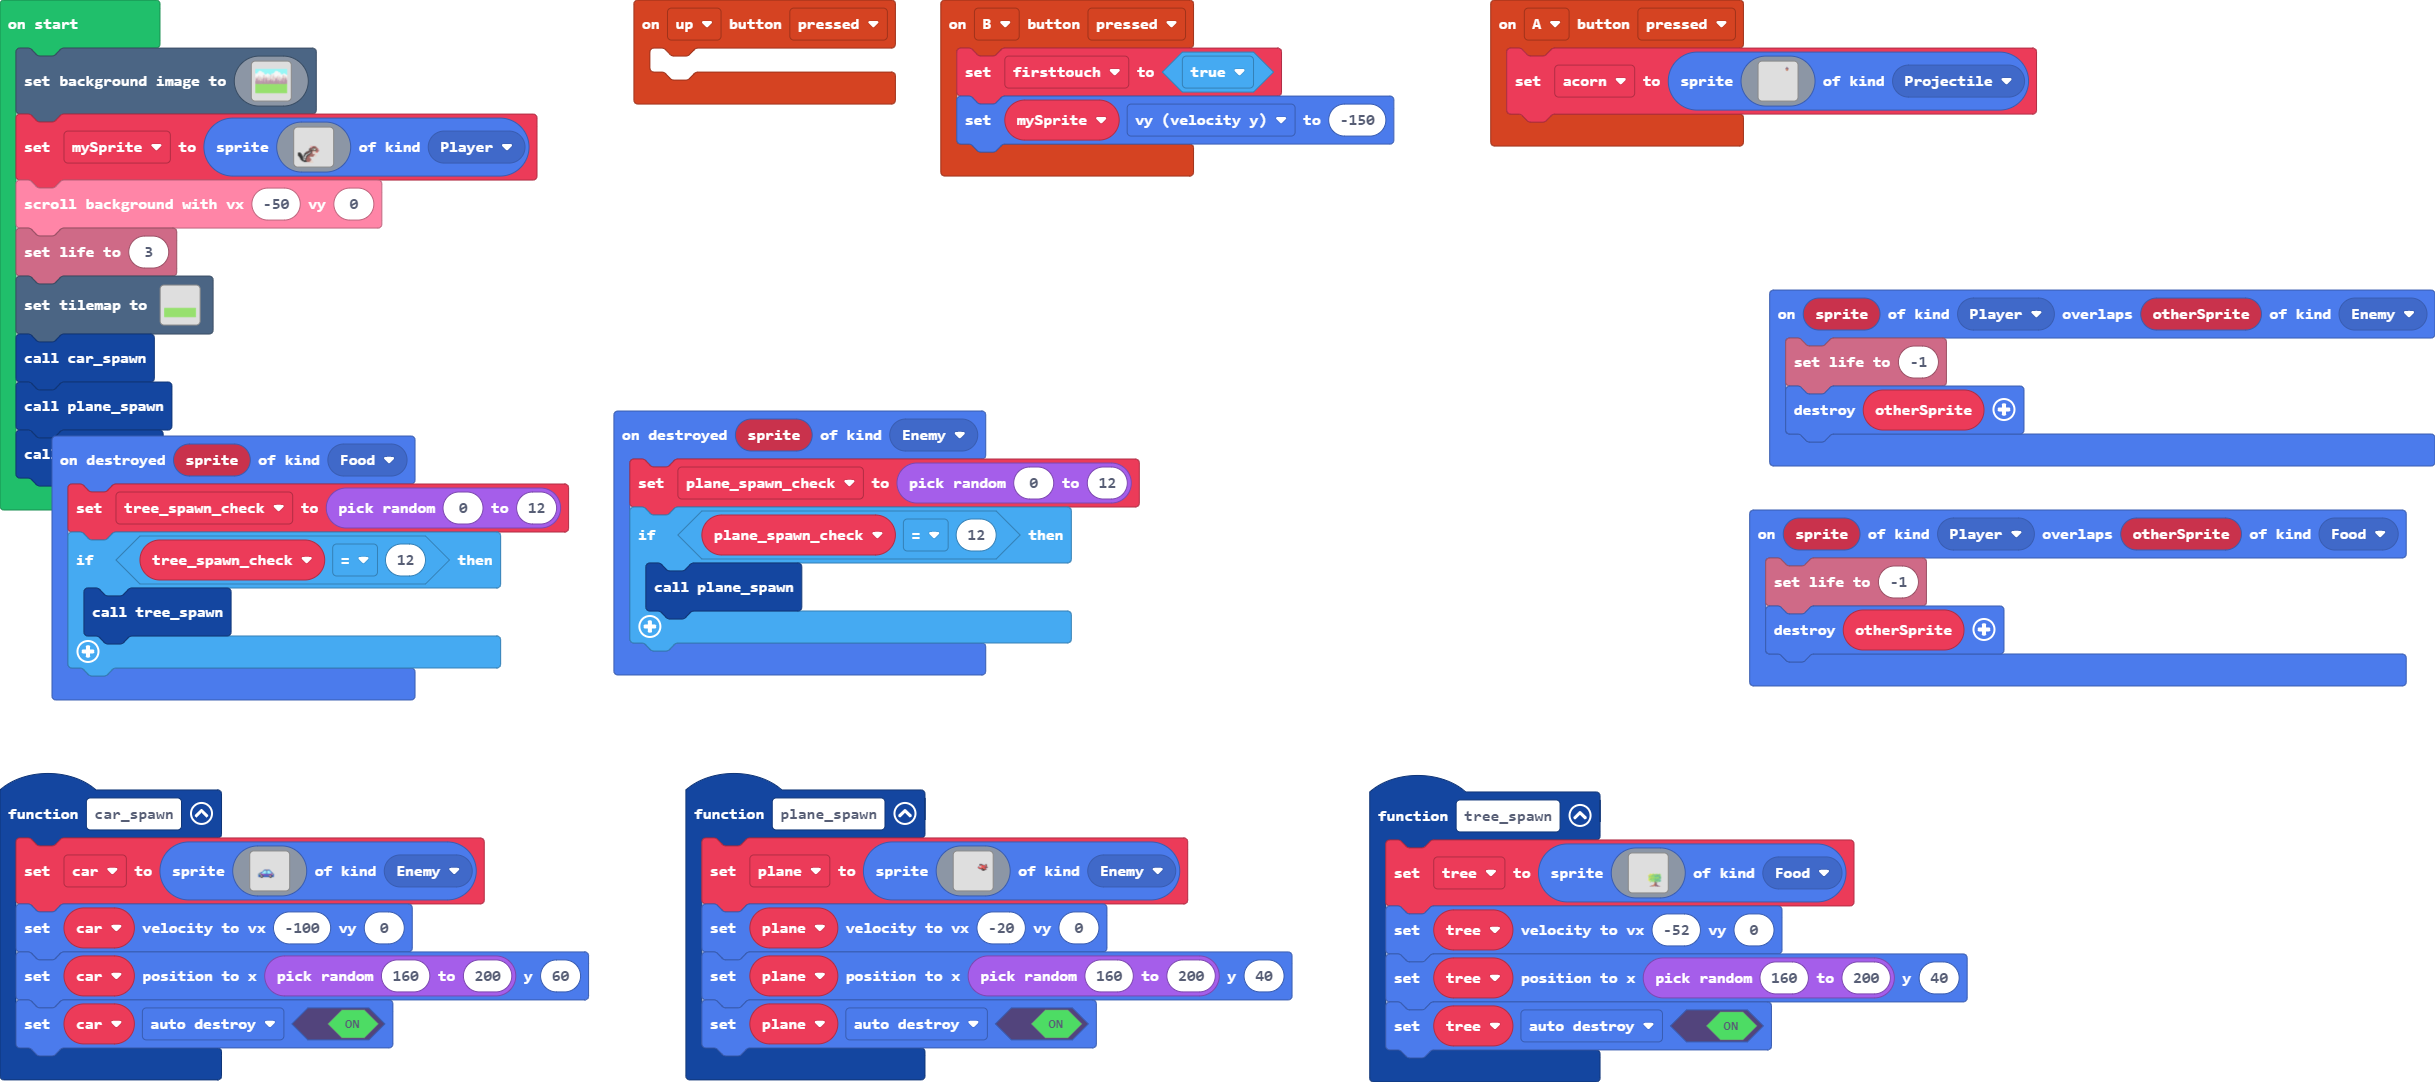 on start
set background image to
set mySprite to sprite of kind Player
scroll background with vx -50 vy 0
set life to 3
set tilemap to
call car_spawn
call plane_spawn
on up button pressed
on B button pressed
set firsttouch to true
set mySprite vy (velocity y) to -150
on A button pressed
set acorn to sprite of kind Projectile
on sprite of kind Player overlaps otherSprite of kind Enemy
set life to -1
destroy otherSprite
on destroyed sprite of kind Food
set tree_spawn_check to pick random 0 to 12
if tree_spawn_check = 12 then
call tree_spawn
on destroyed sprite of kind Enemy
set plane_spawn_check to pick random 0 to 12
if plane_spawn_check = 12 then
call plane_spawn
on sprite of kind Player overlaps otherSprite of kind Food
set life to -1
destroy otherSprite
function car_spawn
set car to sprite of kind Enemy
set car velocity to vx -100 vy 0
set car position to x pick random 160 to 200 y 60
set car auto destroy ON
function plane_spawn
set plane to sprite of kind Enemy
set plane velocity to vx -20 vy 0
set plane position to x pick random 160 to 200 y 40
set plane auto destroy ON
function tree_spawn
set tree to sprite of kind Food
set tree velocity to vx -52 vy 0
set tree position to x pick random 160 to 200 y 40
set tree auto destroy ON